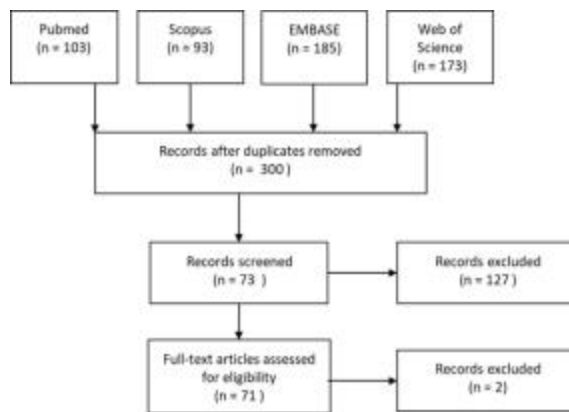 Pubmed
(n = 103)
Scopus
(n = 93)
EMBASE
(n = 185)
Web of
Science
(n = 173)
Records after duplicates removed
(n = 300 )
Records screened
(n = 73 )
Records excluded
(n = 127 )
Full-text articles assessed
for eligibility
(n = 71 )
Records excluded
(n = 2)